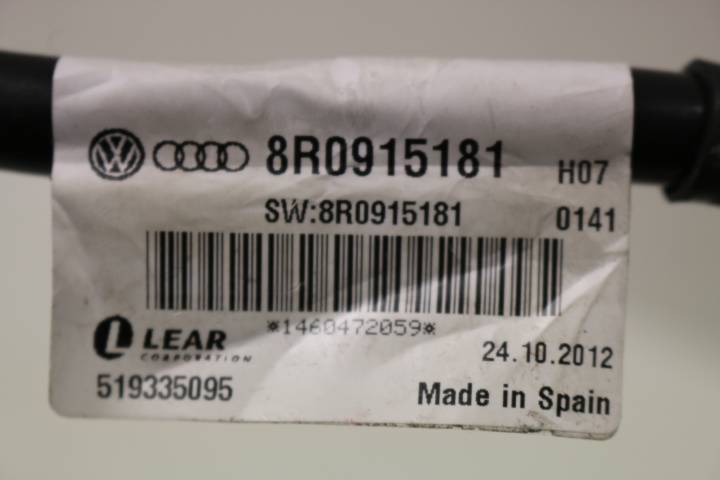 8R0915181 H07
SW:8R0915181 0141
*1460472059*
LEAR
CORPORATION
24.10.2012
519335095
Made in Spain